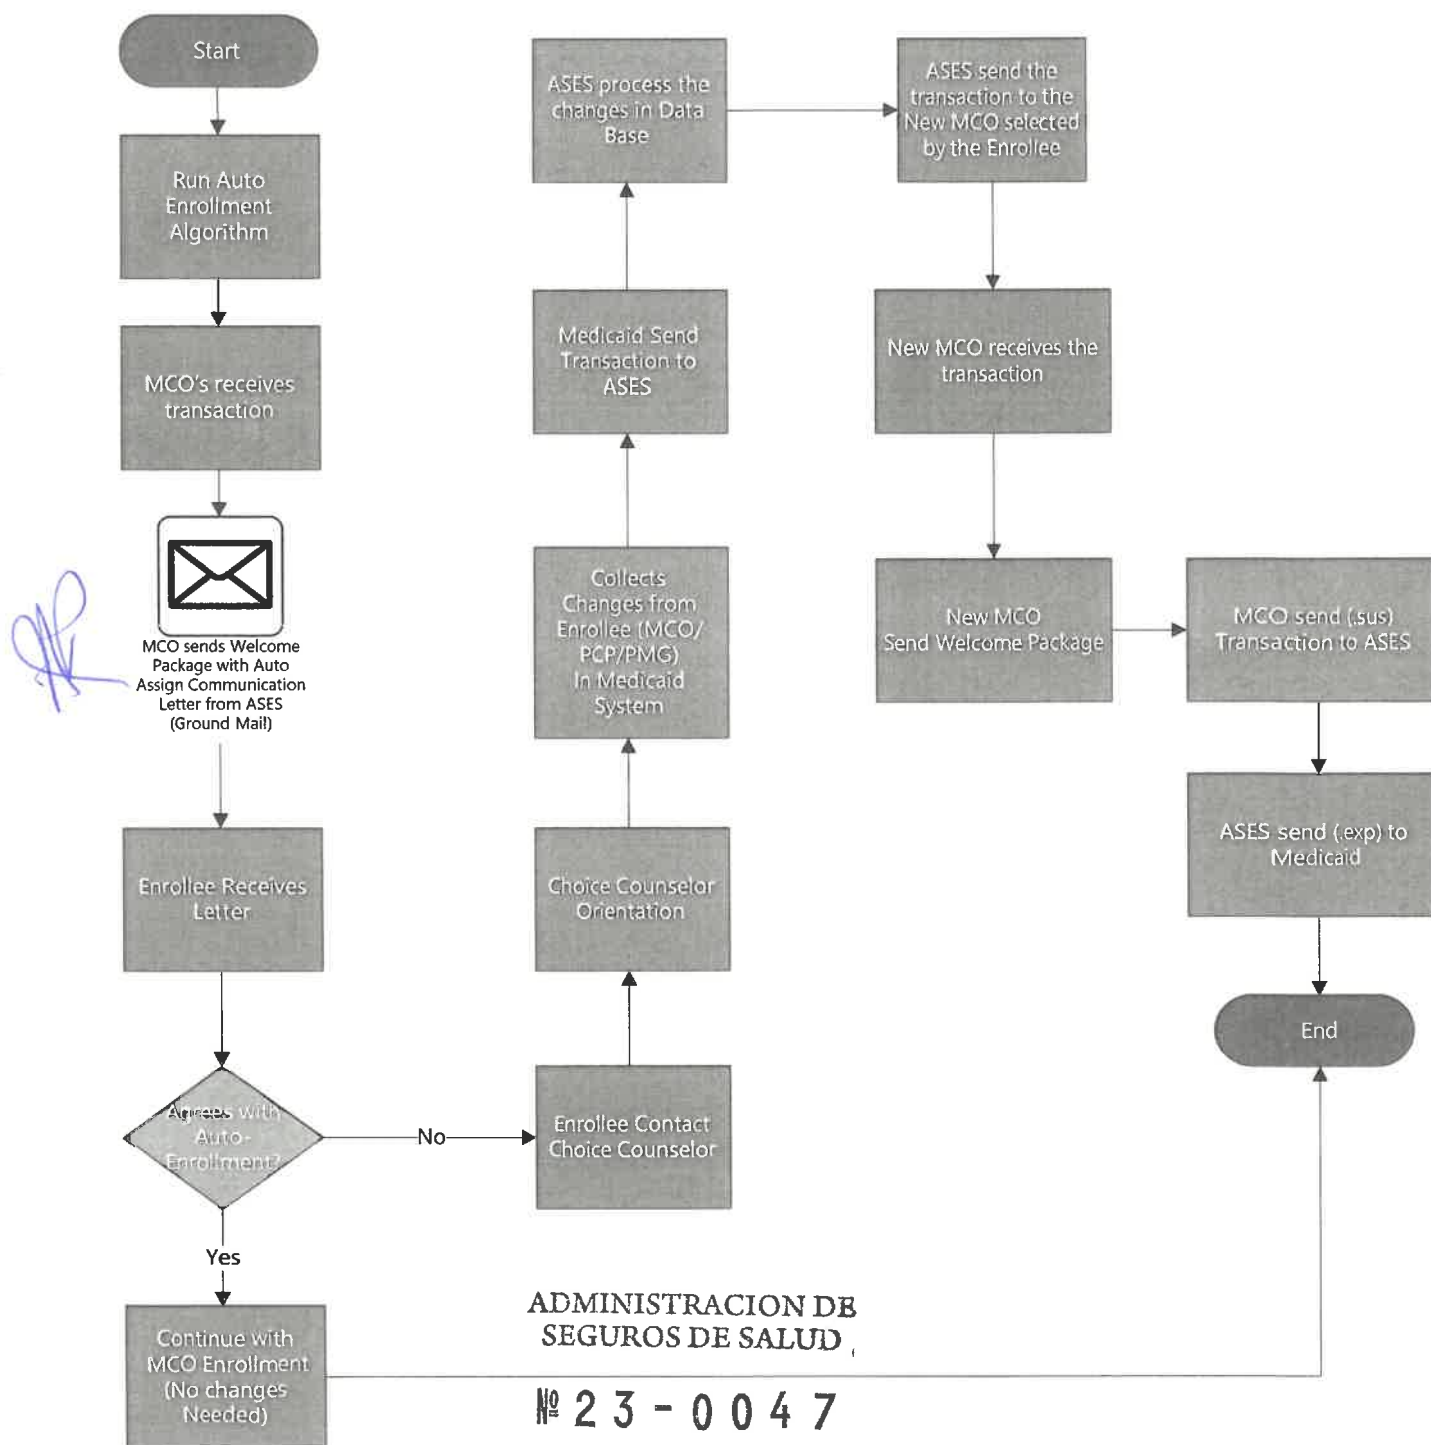 Start
Run Auto
Enrollment
Algorithm
MCO's receives
transaction
MCO sends Welcome
Package with Auto
Assign Communication
Letter from ASES
(Ground Mail)
Enrollee Receives
Letter
Agrees with
Auto-
Enrollment?
No
Yes
Continue with
MCO Enrollment
(No changes
Needed)
Enrollee Contact
Choice Counselor
Choice Counselor
Orientation
Collects
Changes from
Enrollee (MCO/
PCP/PMG)
In Medicaid
System
Medicaid Send
Transaction to
ASES
ASES process the
changes in Data
Base
ASES send the
transaction to the
New MCO selected
by the Enrollee
New MCO receives the
transaction
New MCO
Send Welcome Package
MCO send (.sus)
Transaction to ASES
ASES send (.exp) to
Medicaid
End
ADMINISTRACION DE
SEGUROS DE SALUD
№ 23-0047